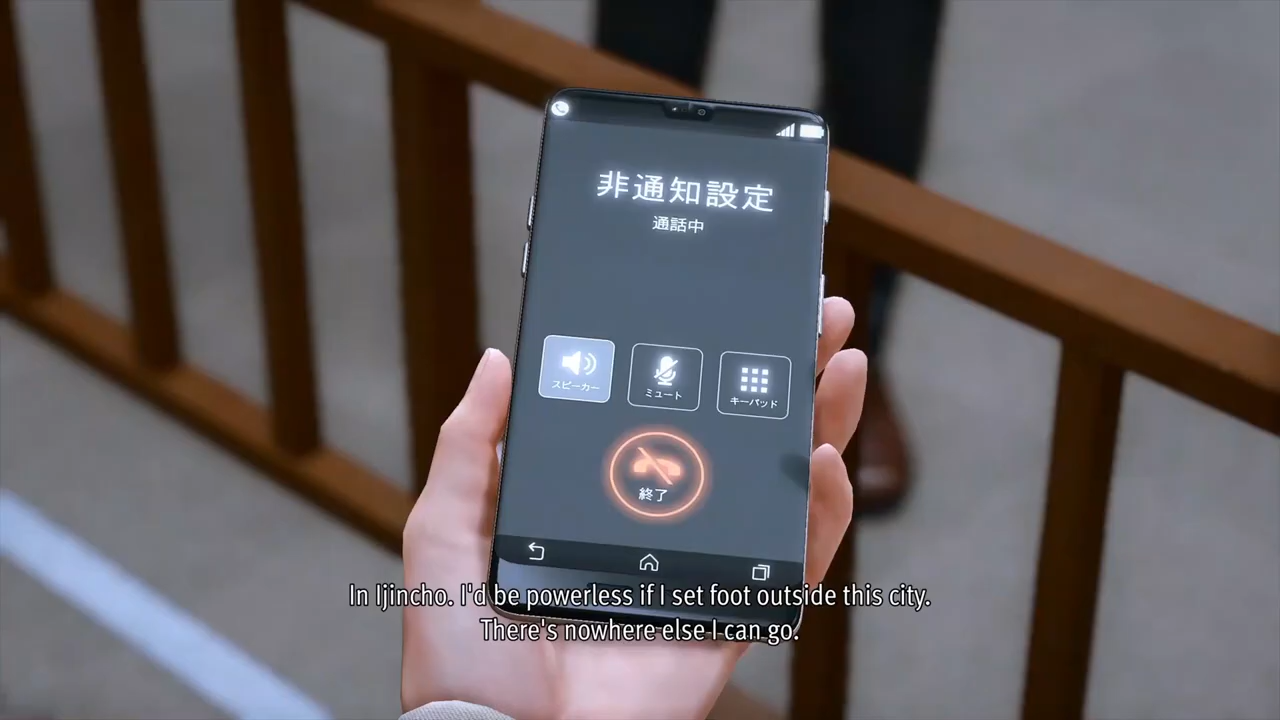 非通知設定
通話中
スピーカー
ミュート
キーパッド
終了
In Ijincho. I'd be powerless if I set foot outside this city.
There's nowhere else I can go.